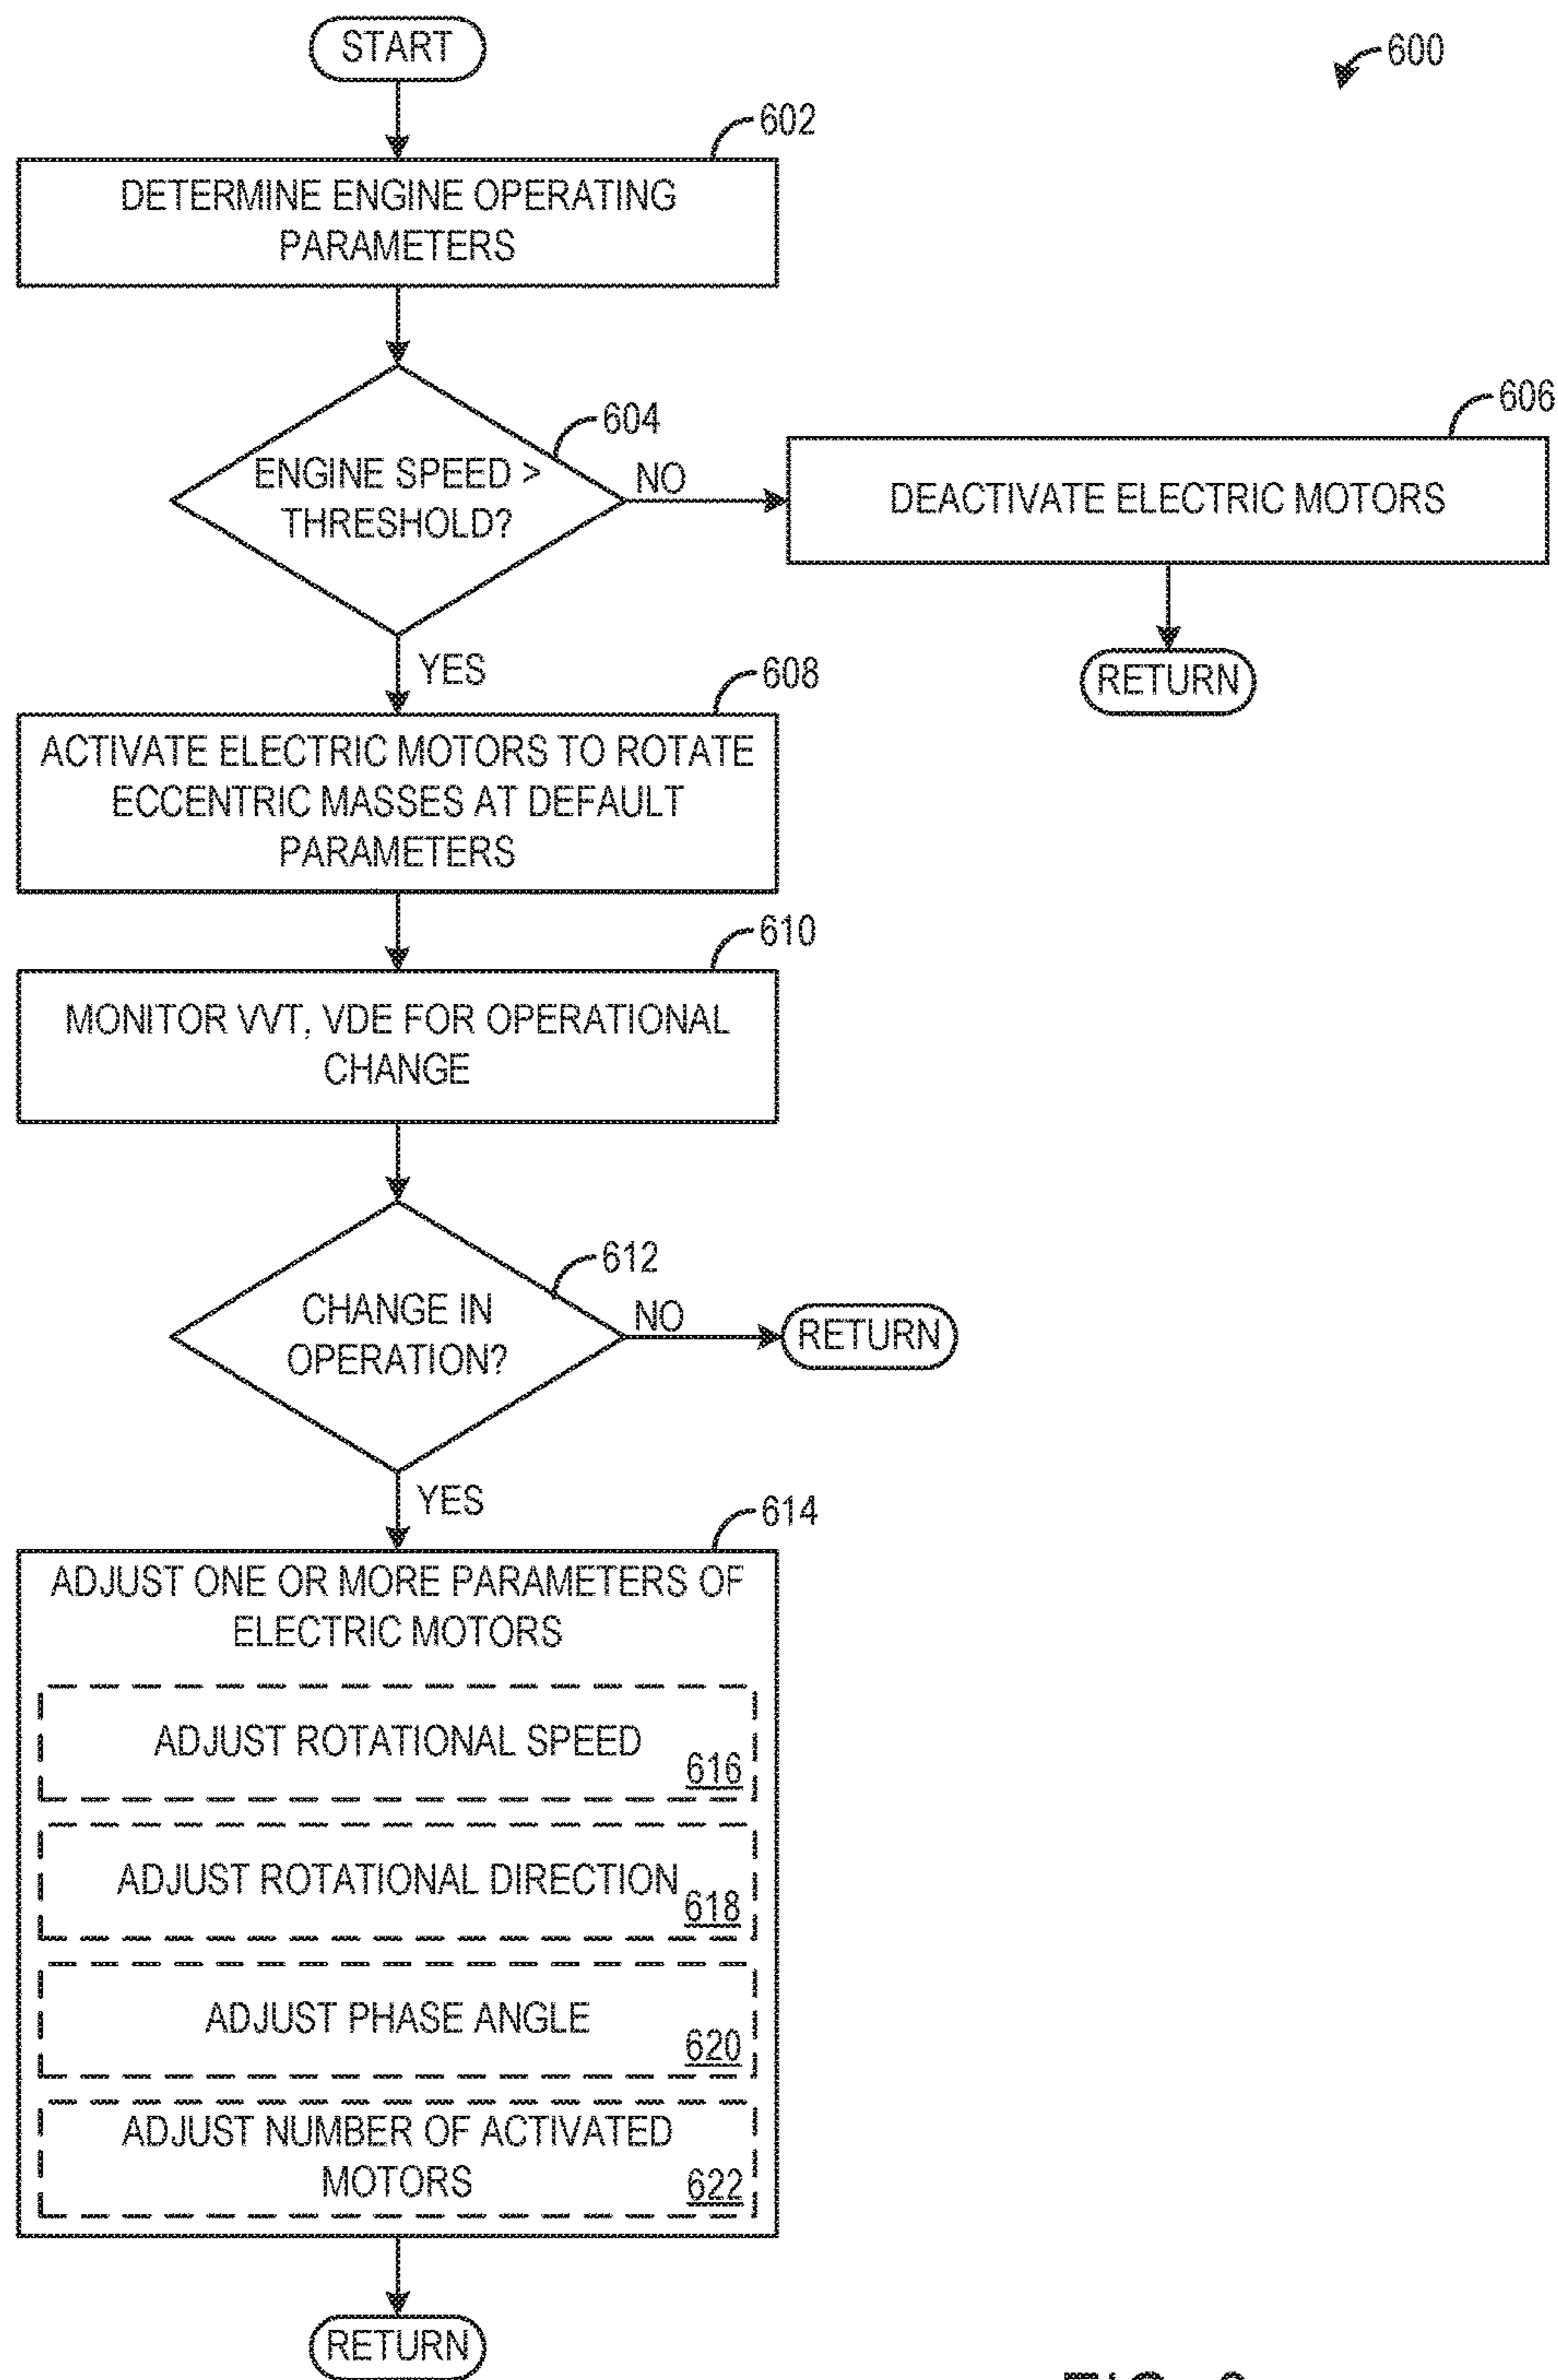 START
600
602
DETERMINE ENGINE OPERATING
PARAMETERS
604
ENGINE SPEED >
THRESHOLD?
NO
606
DEACTIVATE ELECTRIC MOTORS
RETURN
YES
608
ACTIVATE ELECTRIC MOTORS TO ROTATE
ECCENTRIC MASSES AT DEFAULT
PARAMETERS
610
MONITOR VVT, VDE FOR OPERATIONAL
CHANGE
612
CHANGE IN
OPERATION?
NO
RETURN
YES
614
ADJUST ONE OR MORE PARAMETERS OF
ELECTRIC MOTORS
ADJUST ROTATIONAL SPEED
616
ADJUST ROTATIONAL DIRECTION
618
ADJUST PHASE ANGLE
620
ADJUST NUMBER OF ACTIVATED
MOTORS
622
RETURN